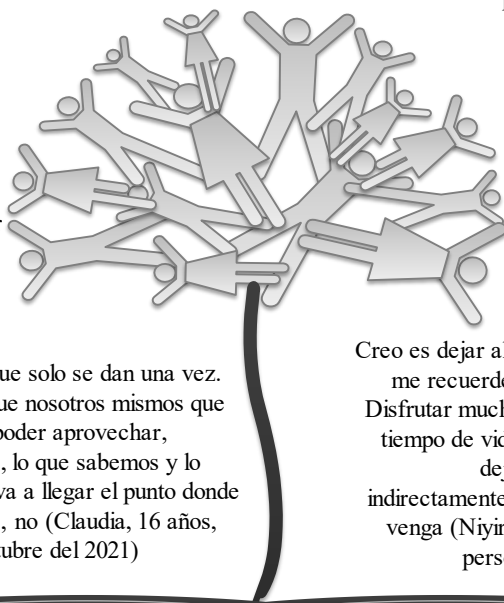 ue solo se dan una vez.
ue nosotros mismos que
poder aprovechar,
, lo que sabemos y lo
va a llegar el punto donde
, no (Claudia, 16 años,
tubre del 2021)
Creo es dejar al
me recuerde
Disfrutar much
tiempo de vid
dej
indirectamente
venga (Niyir
pers